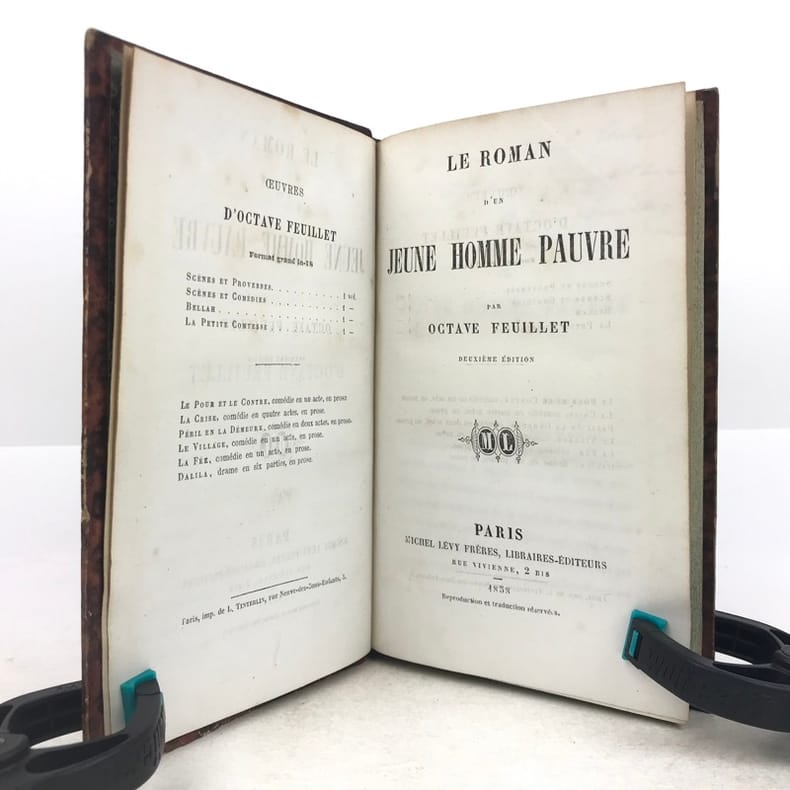 ŒUVRES
D'OCTAVE FEUILLET
Format grand in-18
SCÈNES ET PROVERBES. . . . . . . . . . 1 vol.
SCÈNES ET COMÉDIES . . . . . . . . . . 1 —
BELLAH . . . . . . . . . . . . . . . . 1 —
LA PETITE COMTESSE . . . . . . . . . . 1 —
LE POUR ET LE CONTRE, comédie en un acte, en prose.
LA CRISE, comédie en quatre actes, en prose.
PÉRIL EN LA DEMEURE, comédie en deux actes, en prose.
LE VILLAGE, comédie en un acte, en prose.
LA FÉE, comédie en un acte, en prose.
DALILA, drame en six parties, en prose.
Paris, imp. de L. TINTERLIN, rue Neuve-des-Bons-Enfants, 3.
LE ROMAN
D'UN
JEUNE HOMME PAUVRE
PAR
OCTAVE FEUILLET
DEUXIÈME ÉDITION
ML
PARIS
MICHEL LÉVY FRÈRES, LIBRAIRES-ÉDITEURS
RUE VIVIENNE, 2 BIS
1858
Reproduction et traduction réservées.